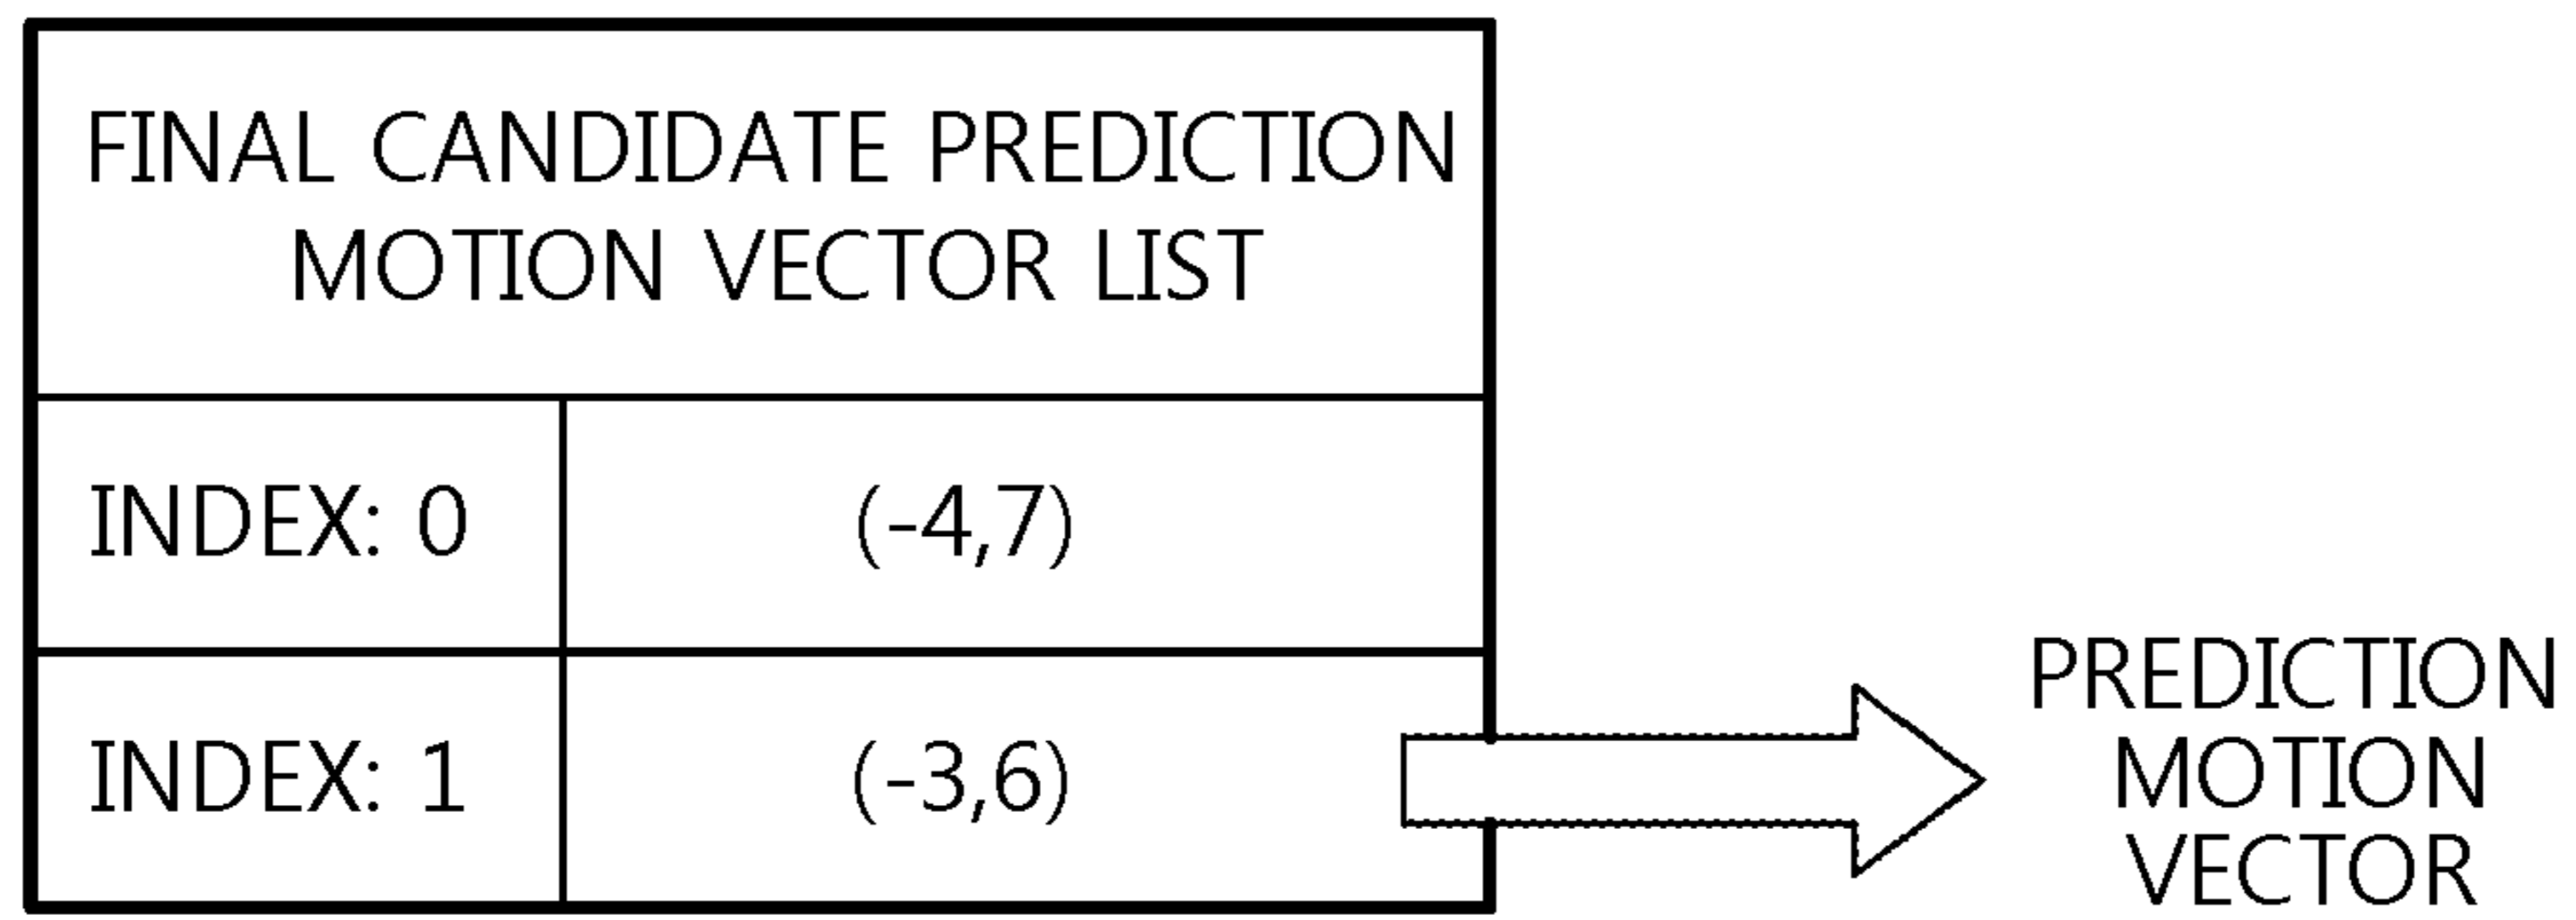 FINAL CANDIDATE PREDICTION
MOTION VECTOR LIST
INDEX: 0 (-4,7)
INDEX: 1 (-3,6)
PREDICTION
MOTION
VECTOR